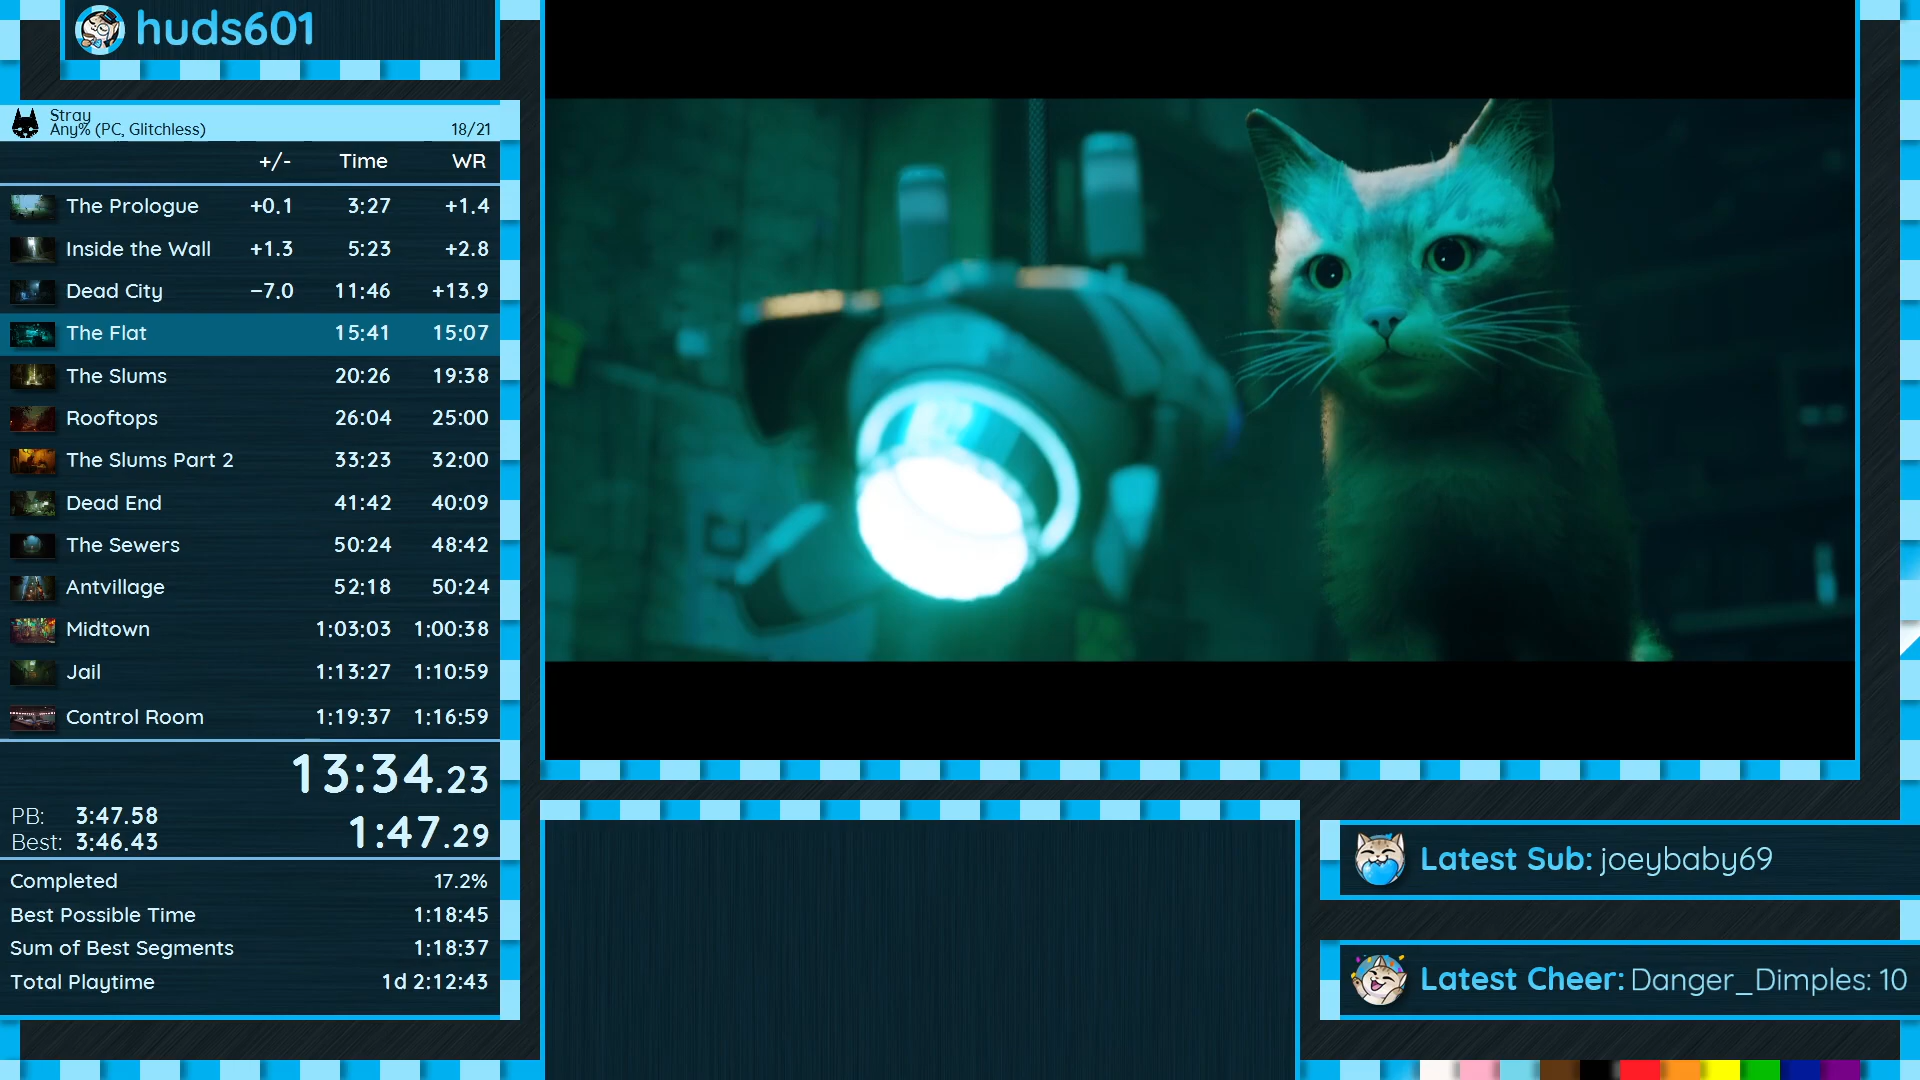 huds601
Stray
Any% (PC, Glitchless) 18/21
+/- Time WR
The Prologue +0.1 3:27 +1.4
Inside the Wall +1.3 5:23 +2.8
Dead City −7.0 11:46 +13.9
The Flat 15:41 15:07
The Slums 20:26 19:38
Rooftops 26:04 25:00
The Slums Part 2 33:23 32:00
Dead End 41:42 40:09
The Sewers 50:24 48:42
Antvillage 52:18 50:24
Midtown 1:03:03 1:00:38
Jail 1:13:27 1:10:59
Control Room 1:19:37 1:16:59
13:34.23
PB: 3:47.58
Best: 3:46.43
1:47.29
Completed 17.2%
Best Possible Time 1:18:45
Sum of Best Segments 1:18:37
Total Playtime 1d 2:12:43
Latest Sub: joeybaby69
Latest Cheer: Danger_Dimples: 10